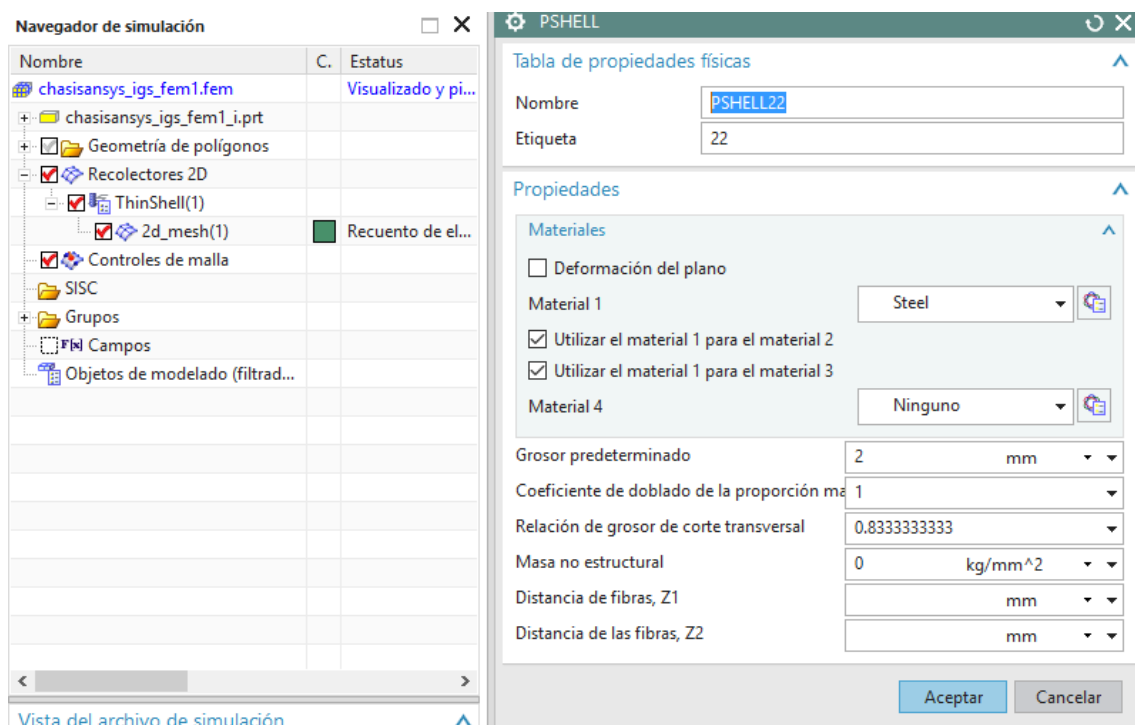 Navegador de simulación
Nombre C. Estatus
chasisansys_igs_fem1.fem Visualizado y pi...
chasisansys_igs_fem1_i.prt
Geometría de polígonos
Recolectores 2D
ThinShell(1)
2d_mesh(1) Recuento de el...
Controles de malla
SISC
Grupos
F[x] Campos
Objetos de modelado (filtrad...
Vista del archivo de simulación
PSHELL
Tabla de propiedades físicas
Nombre PSHELL22
Etiqueta 22
Propiedades
Materiales
Deformación del plano
Material 1 Steel
Utilizar el material 1 para el material 2
Utilizar el material 1 para el material 3
Material 4 Ninguno
Grosor predeterminado 2 mm
Coeficiente de doblado de la proporción ma 1
Relación de grosor de corte transversal 0.8333333333
Masa no estructural 0 kg/mm^2
Distancia de fibras, Z1 mm
Distancia de las fibras, Z2 mm
Aceptar Cancelar